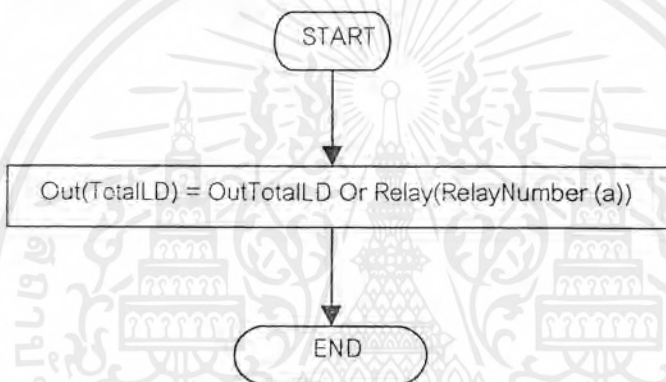 START
Out(TotalLD) = OutTotalLD Or Relay(RelayNumber (a))
END